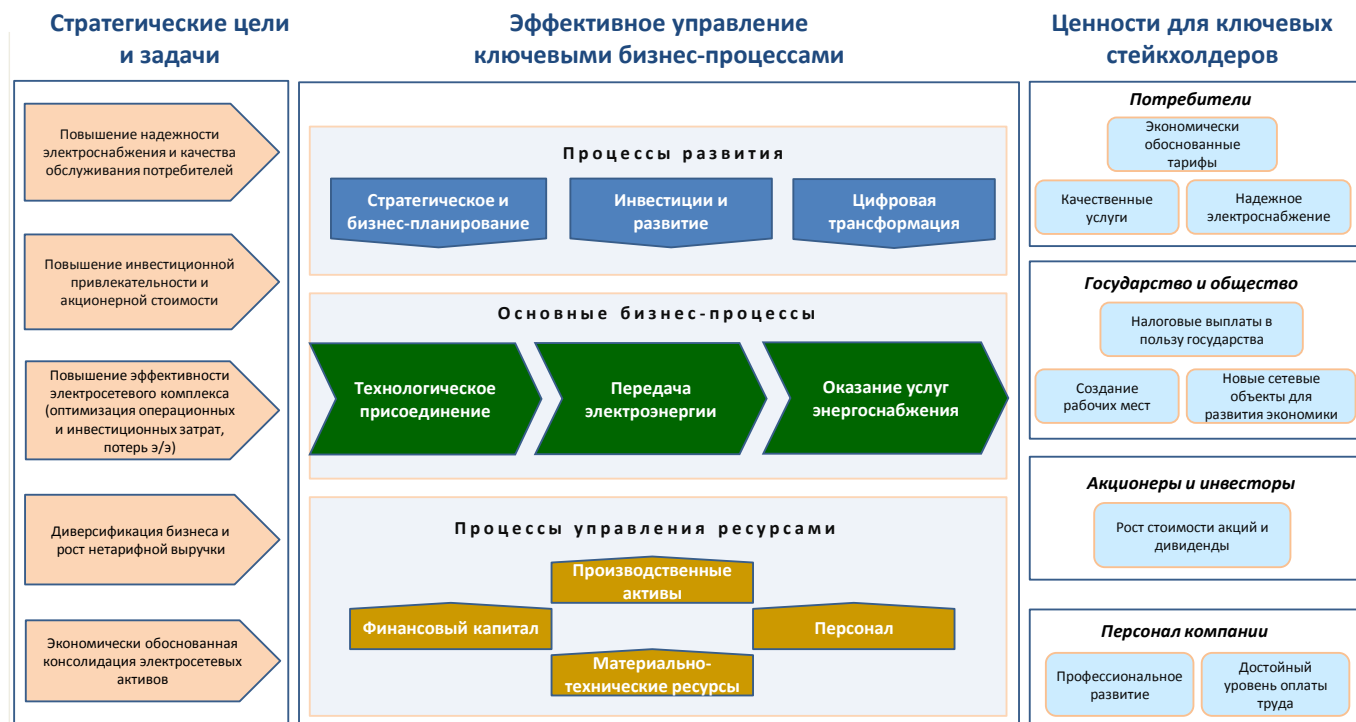 Стратегические цели
и задачи
Повышение надежности
электроснабжения и качества
обслуживания потребителей
Повышение инвестиционной
привлекательности и
акционерной стоимости
Повышение эффективности
электросетевого комплекса
(оптимизация операционных
и инвестиционных затрат,
потерь э/э)
Диверсификация бизнеса и
рост нетарифной выручки
Экономически обоснованная
консолидация электросетевых
активов
Эффективное управление
ключевыми бизнес-процессами
Процессы развития
Стратегическое и
бизнес-планирование
Инвестиции и
развитие
Цифровая
трансформация
Основные бизнес-процессы
Технологическое
присоединение
Передача
электроэнергии
Оказание услуг
энергоснабжения
Процессы управления ресурсами
Производственные
активы
Финансовый капитал
Персонал
Материально-
технические ресурсы
Ценности для ключевых
стейкхолдеров
Потребители
Экономически
обоснованные
тарифы
Качественные
услуги
Надежное
электроснабжение
Государство и общество
Налоговые выплаты в
пользу государства
Создание
рабочих мест
Новые сетевые
объекты для
развития экономики
Акционеры и инвесторы
Рост стоимости акций и
дивиденды
Персонал компании
Профессиональное
развитие
Достойный
уровень оплаты
труда